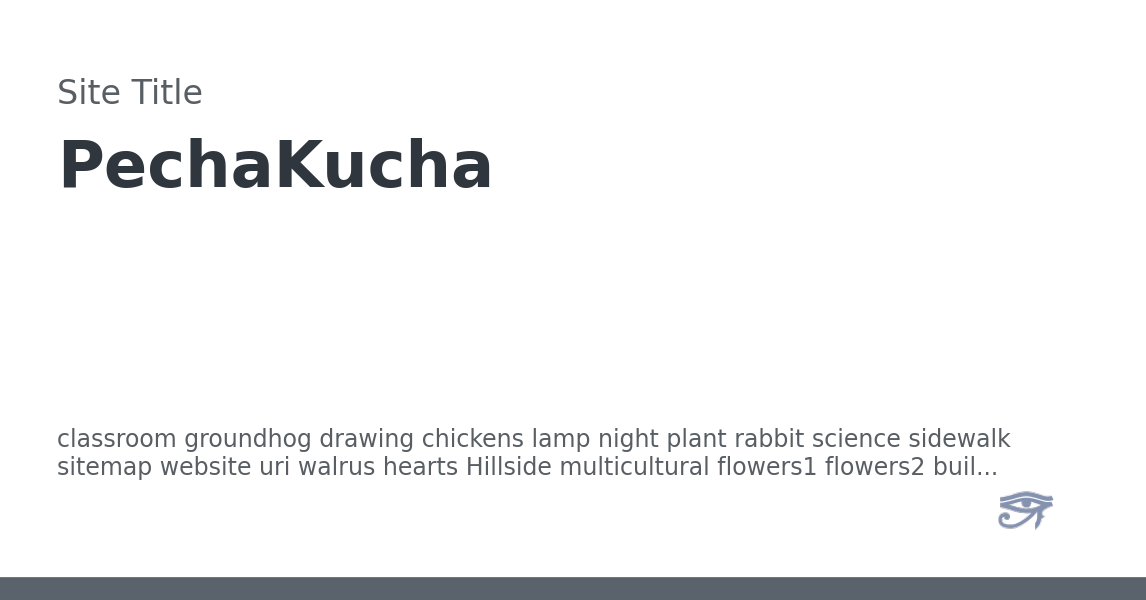 Site Title
PechaKucha
classroom groundhog drawing chickens lamp night plant rabbit science sidewalk
sitemap website uri walrus hearts Hillside multicultural flowers1 flowers2 buil...